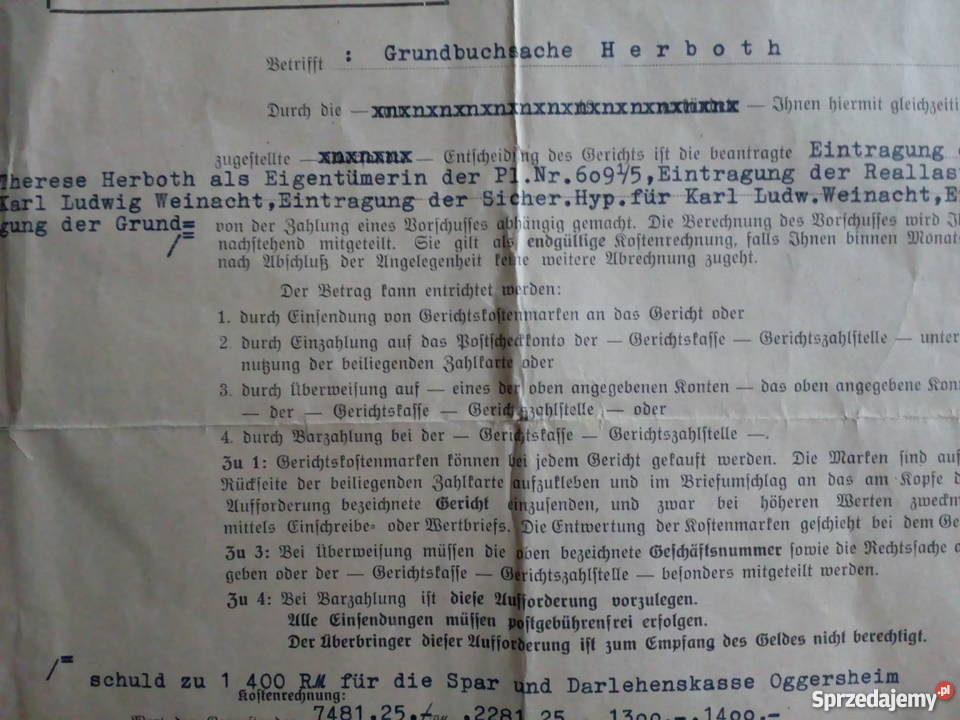 Betrifft : Grundbuchsache Herboth
Durch die — xnxnxnxnxnxnxnxnxnxnxnxnx — Ihnen hiermit gleichzeiti
zugestellte — xnxnxnx — Entscheidung des Gerichts ist die beantragte Eintragung
Therese Herboth als Eigentümerin der Pl.Nr.609 1/5,Eintragung der Reallas
Karl Ludwig Weinacht,Eintragung der Sicher.Hyp.für Karl Ludw.Weinacht,E
gung der Grund= von der Zahlung eines Vorschusses abhängig gemacht. Die Berechnung des Vorschusses wird Ih
/= nachstehend mitgeteilt. Sie gilt als endgültige Kostenrechnung, falls Ihnen binnen Monats
nach Abschluß der Angelegenheit keine weitere Abrechnung zugeht.
Der Betrag kann entrichtet werden:
1. durch Einsendung von Gerichtskostenmarken an das Gericht oder
2. durch Einzahlung auf das Postscheckkonto der — Gerichtskasse — Gerichtszahlstelle — unter
nutzung der beiliegenden Zahlkarte oder
3. durch Überweisung auf — eines der oben angegebenen Konten — das oben angegebene Kon
— der — Gerichtskasse — Gerichtszahlstelle — oder
4. durch Barzahlung bei der — Gerichtskasse — Gerichtszahlstelle —.
Zu 1: Gerichtskostenmarken können bei jedem Gericht gekauft werden. Die Marken sind auf
Rückseite der beiliegenden Zahlkarte aufzukleben und im Briefumschlag an das am Kopfe d
Aufforderung bezeichnete Gericht einzusenden, und zwar bei höheren Werten zweckm
mittels Einschreibe- oder Wertbriefs. Die Entwertung der Kostenmarken geschieht bei dem Ge
Zu 3: Bei Überweisung müssen die oben bezeichnete Geschäftsnummer sowie die Rechtssache a
geben oder der — Gerichtskasse — Gerichtszahlstelle — besonders mitgeteilt werden.
Zu 4: Bei Barzahlung ist diese Aufforderung vorzulegen.
Alle Einsendungen müssen postgebührenfrei erfolgen.
Der Überbringer dieser Aufforderung ist zum Empfang des Geldes nicht berechtigt.
/= schuld zu 1 400 RM für die Spar und Darlehenskasse Oggersheim
Kostenrechnung:
7481.25 2281.25 1300.- 1400.-
Sprzedajemy.pl